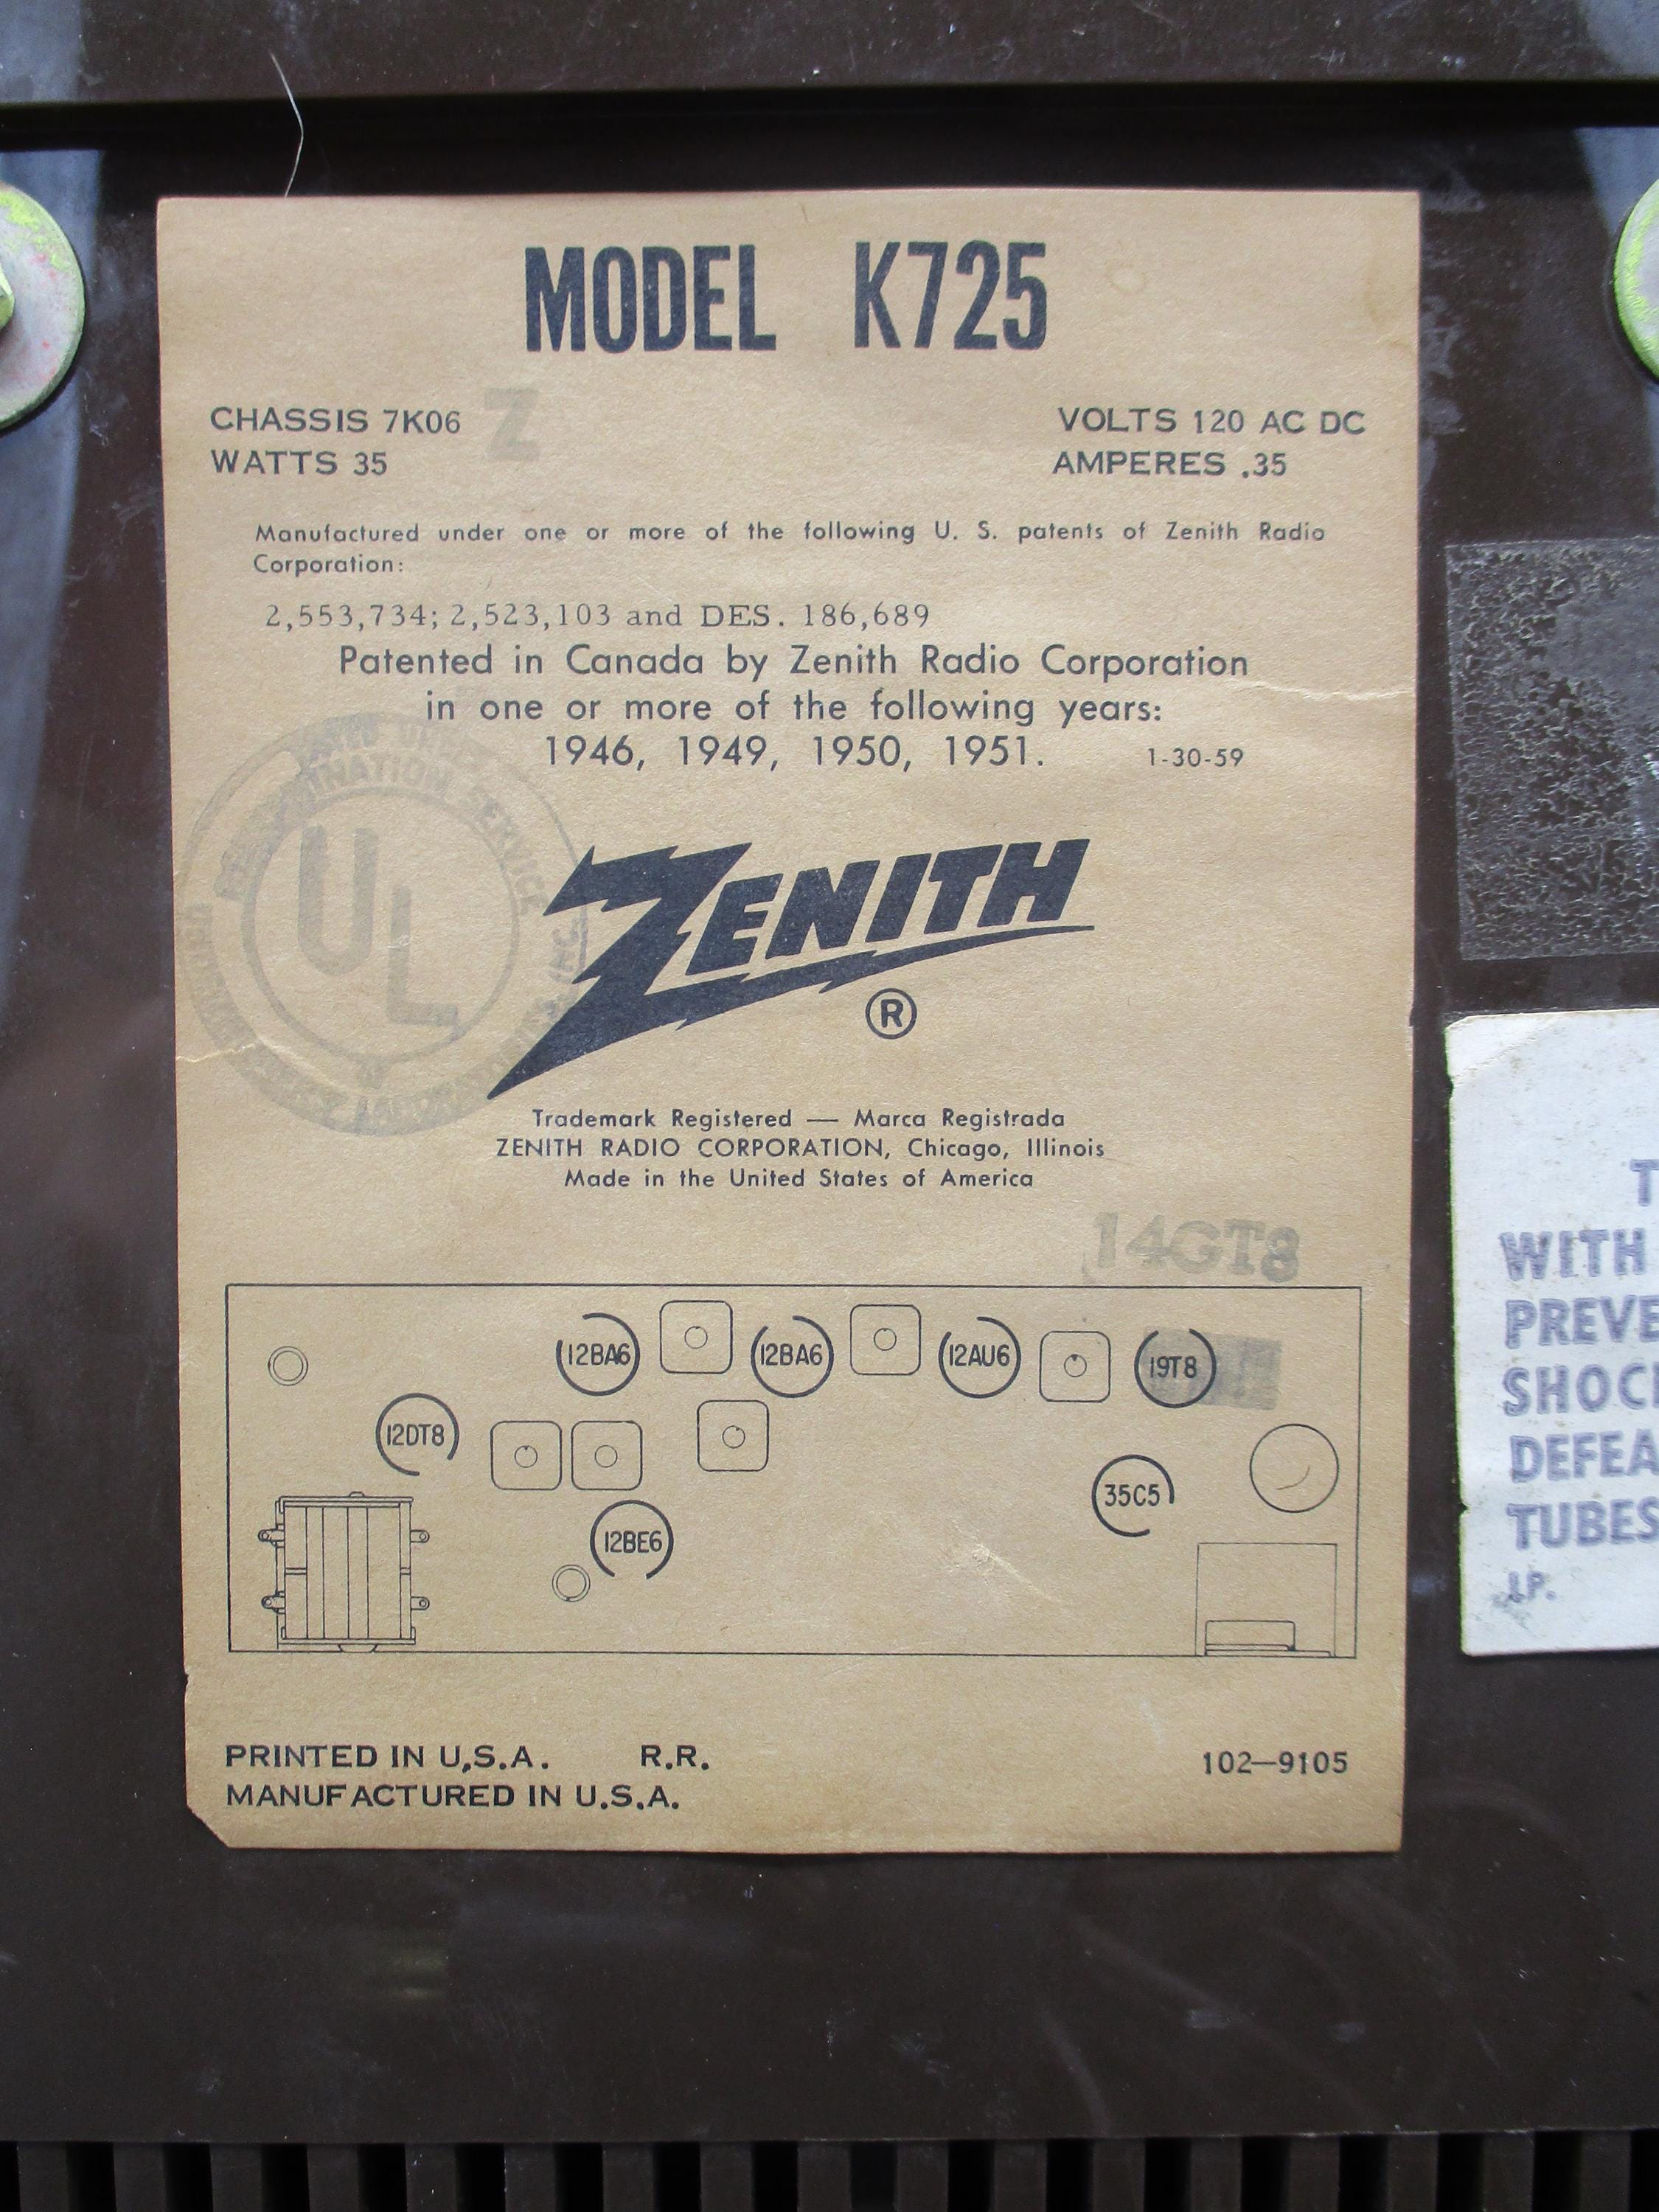 MODEL K725
CHASSIS 7K06 Z
VOLTS 120 AC DC
WATTS 35
AMPERES .35
Manufactured under one or more of the following U. S. patents of Zenith Radio
Corporation:
2,553,734; 2,523,103 and DES. 186,689
Patented in Canada by Zenith Radio Corporation
in one or more of the following years:
1946, 1949, 1950, 1951. 1-30-59
SERVICE
UL
ZENITH
®
Trademark Registered — Marca Registrada
ZENITH RADIO CORPORATION, Chicago, Illinois
Made in the United States of America
14GT8
12BA6 12BA6 12AU6 19T8
12DT8
35C5
12BE6
PRINTED IN U.S.A. R.R.
102—9105
MANUFACTURED IN U.S.A.
T
WITH
PREVE
SHOC
DEFEA
TUBES